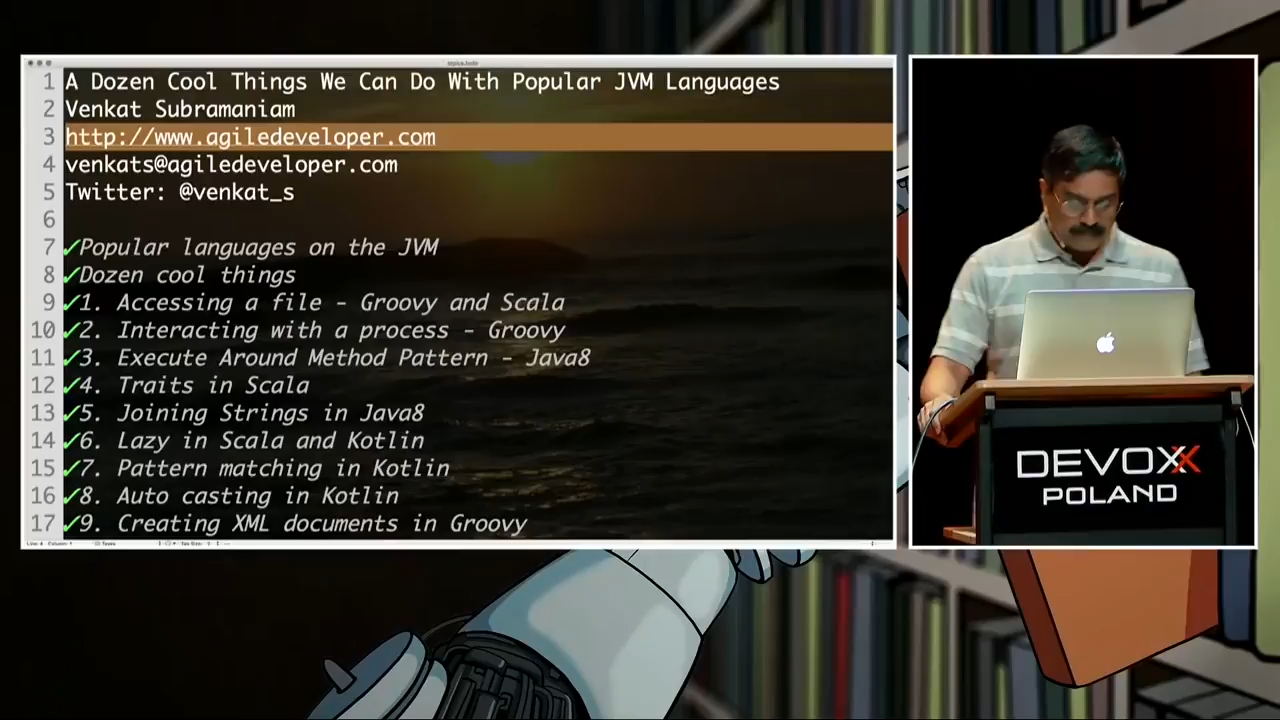 1 A Dozen Cool Things We Can Do With Popular JVM Languages
2 Venkat Subramaniam
3 http://www.agiledeveloper.com
4 venkats@agiledeveloper.com
5 Twitter: @venkat_s
6
7 ✓Popular languages on the JVM
8 ✓Dozen cool things
9 ✓1. Accessing a file - Groovy and Scala
10 ✓2. Interacting with a process - Groovy
11 ✓3. Execute Around Method Pattern - Java8
12 ✓4. Traits in Scala
13 ✓5. Joining Strings in Java8
14 ✓6. Lazy in Scala and Kotlin
15 ✓7. Pattern matching in Kotlin
16 ✓8. Auto casting in Kotlin
17 ✓9. Creating XML documents in Groovy
DEVOXX
POLAND